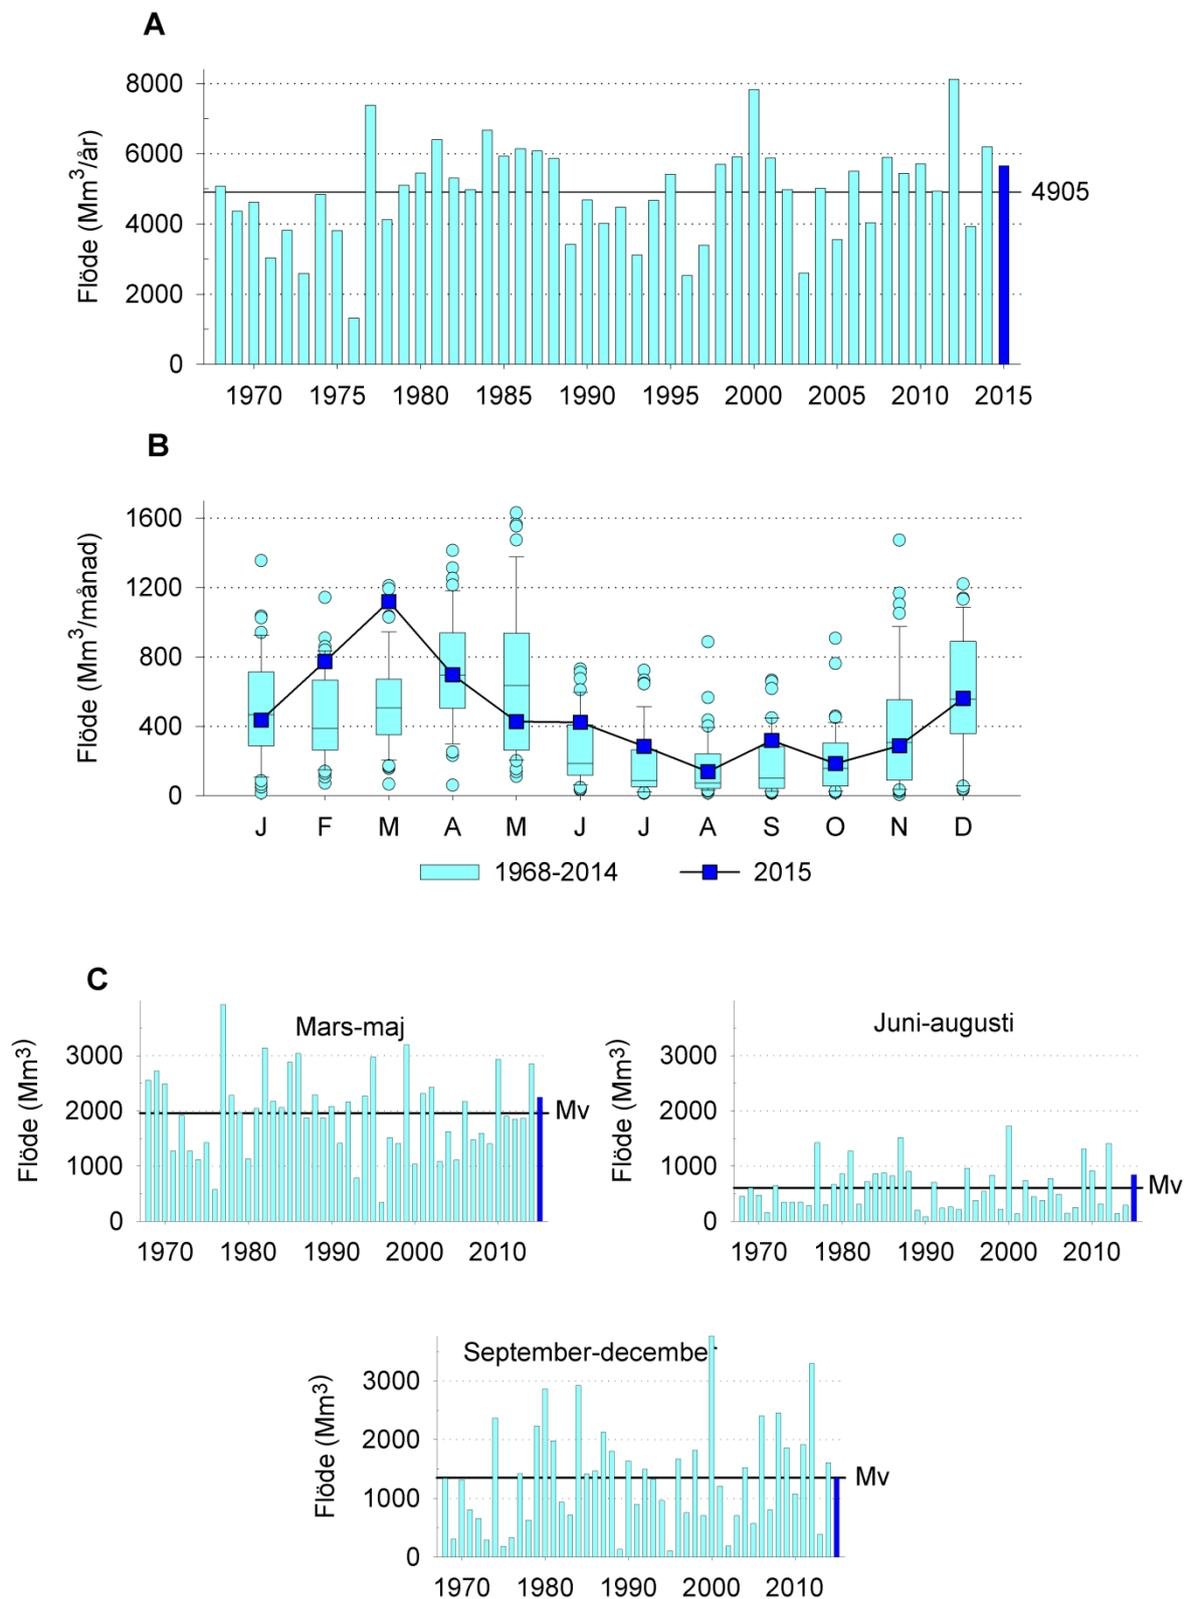 A
Flöde (Mm³/år)
8000
6000
4000
2000
0
4905
1970 1975 1980 1985 1990 1995 2000 2005 2010 2015
B
Flöde (Mm³/månad)
1600
1200
800
400
0
J F M A M J J A S O N D
1968-2014 2015
C
Mars-maj
Flöde (Mm³)
3000
2000
1000
0
Mv
1970 1980 1990 2000 2010
Juni-augusti
Flöde (Mm³)
3000
2000
1000
0
Mv
1970 1980 1990 2000 2010
September-december
Flöde (Mm³)
3000
2000
1000
0
Mv
1970 1980 1990 2000 2010